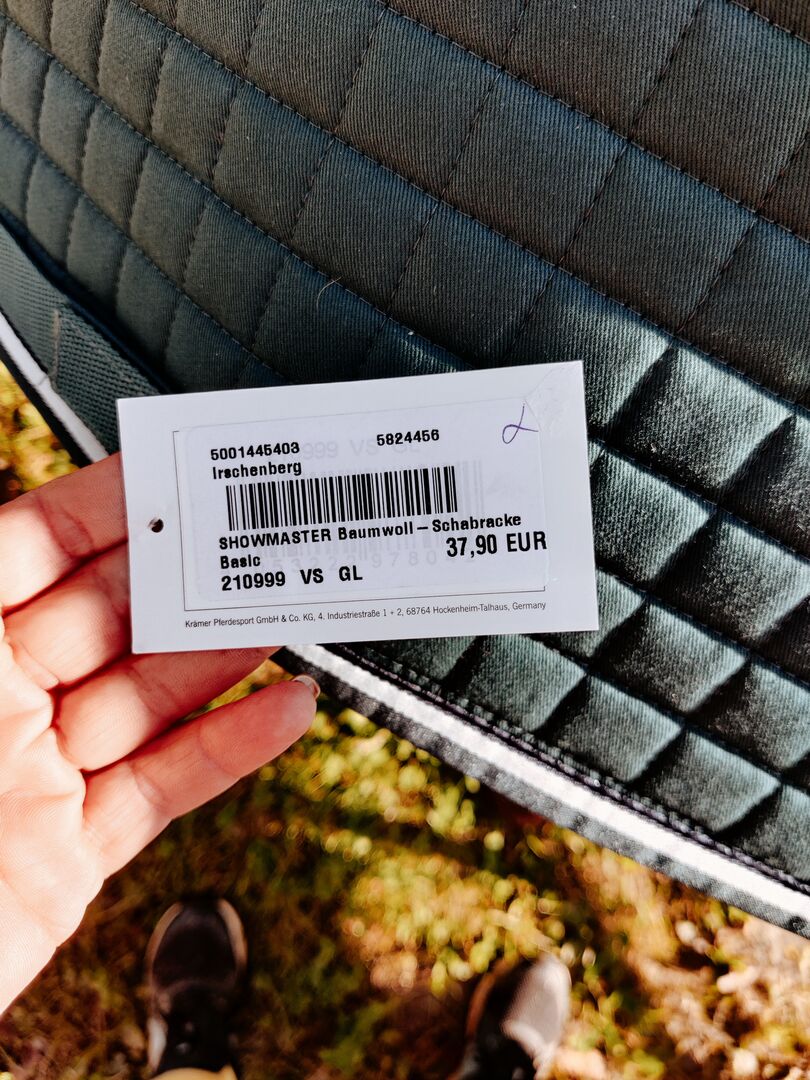 5001445403 5824456
Irschenberg
SHOWMASTER Baumwoll-Schabracke
Basic 37,90 EUR
210999 VS GL
Krämer Pferdesport GmbH & Co. KG, 4. Industriestraße 1 + 2, 68764 Hockenheim-Talhaus, Germany